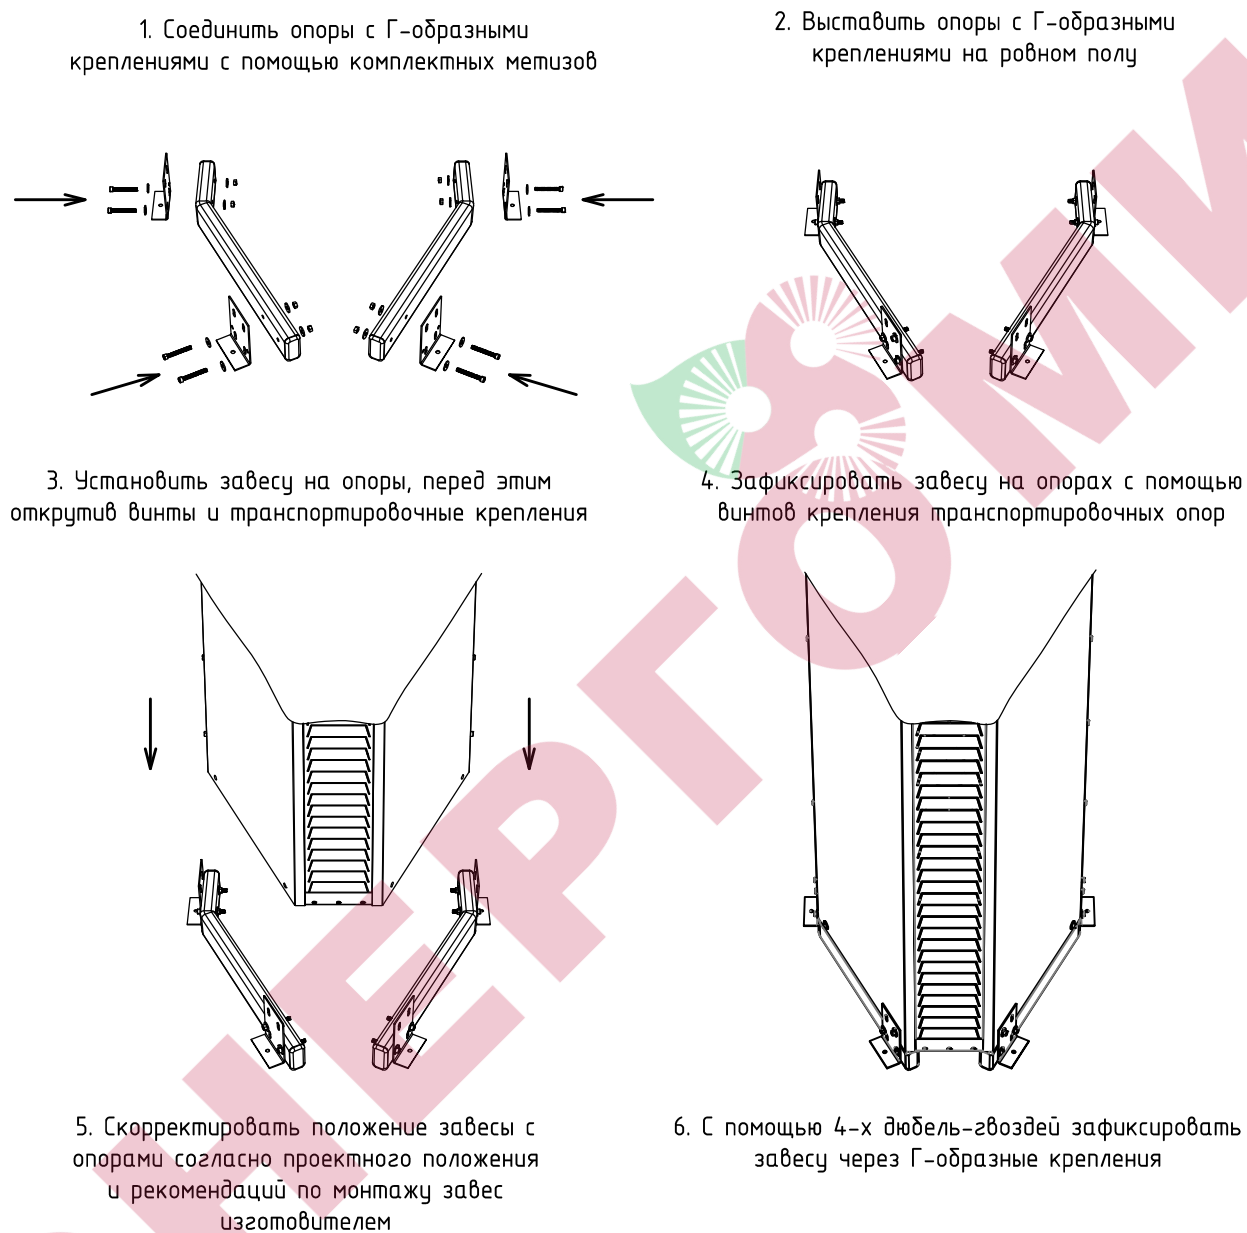 1. Соединить опоры с Г-образными
креплениями с помощью комплектных метизов
2. Выставить опоры с Г-образными
креплениями на ровном полу
3. Установить завесу на опоры, перед этим
открутив винты и транспортировочные крепления
4. Зафиксировать завесу на опорах с помощью
винтов крепления транспортировочных опор
5. Скорректировать положение завесы с
опорами согласно проектного положения
и рекомендаций по монтажу завес
изготовителем
6. С помощью 4-х дюбель-гвоздей зафиксировать
завесу через Г-образные крепления
НЕРГОМИ